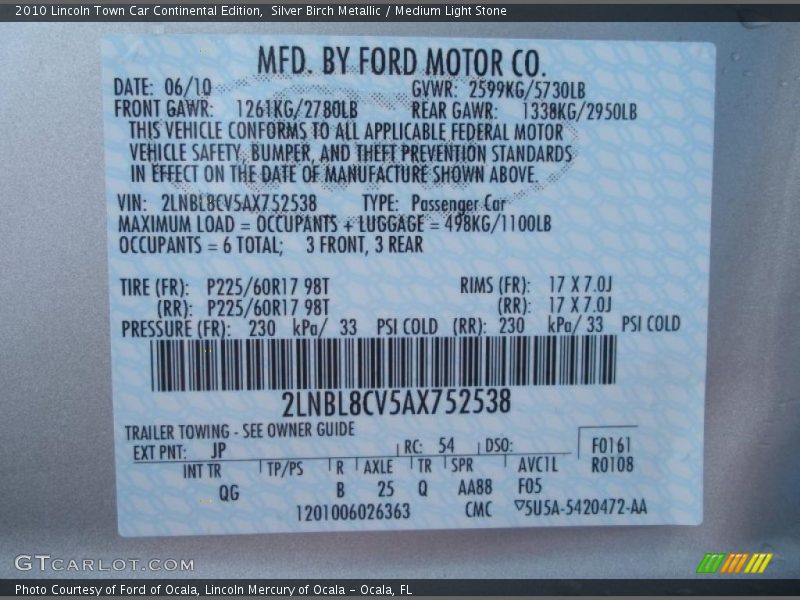 2010 Lincoln Town Car Continental Edition, Silver Birch Metallic / Medium Light Stone
MFD. BY FORD MOTOR CO.
DATE: 06/10 GVWR: 2599KG/5730LB
FRONT GAWR: 1261KG/2780LB REAR GAWR: 1338KG/2950LB
THIS VEHICLE CONFORMS TO ALL APPLICABLE FEDERAL MOTOR
VEHICLE SAFETY, BUMPER, AND THEFT PREVENTION STANDARDS
IN EFFECT ON THE DATE OF MANUFACTURE SHOWN ABOVE.
VIN: 2LNBL8CV5AX752538 TYPE: Passenger Car
MAXIMUM LOAD = OCCUPANTS + LUGGAGE = 498KG/1100LB
OCCUPANTS = 6 TOTAL; 3 FRONT, 3 REAR
TIRE (FR): P225/60R17 98T RIMS (FR): 17 X 7.0J
(RR): P225/60R17 98T (RR): 17 X 7.0J
PRESSURE (FR): 230 kPa/ 33 PSI COLD (RR): 230 kPa/ 33 PSI COLD
2LNBL8CV5AX752538
TRAILER TOWING - SEE OWNER GUIDE
EXT PNT: JP RC: 54 DSO: F0161
INT TR TP/PS R AXLE TR SPR AVC1L R0108
QG B 25 Q AA88 F05
1201006026363 CMC ▽5U5A-5420472-AA
GTCARLOT.COM
Photo Courtesy of Ford of Ocala, Lincoln Mercury of Ocala – Ocala, FL